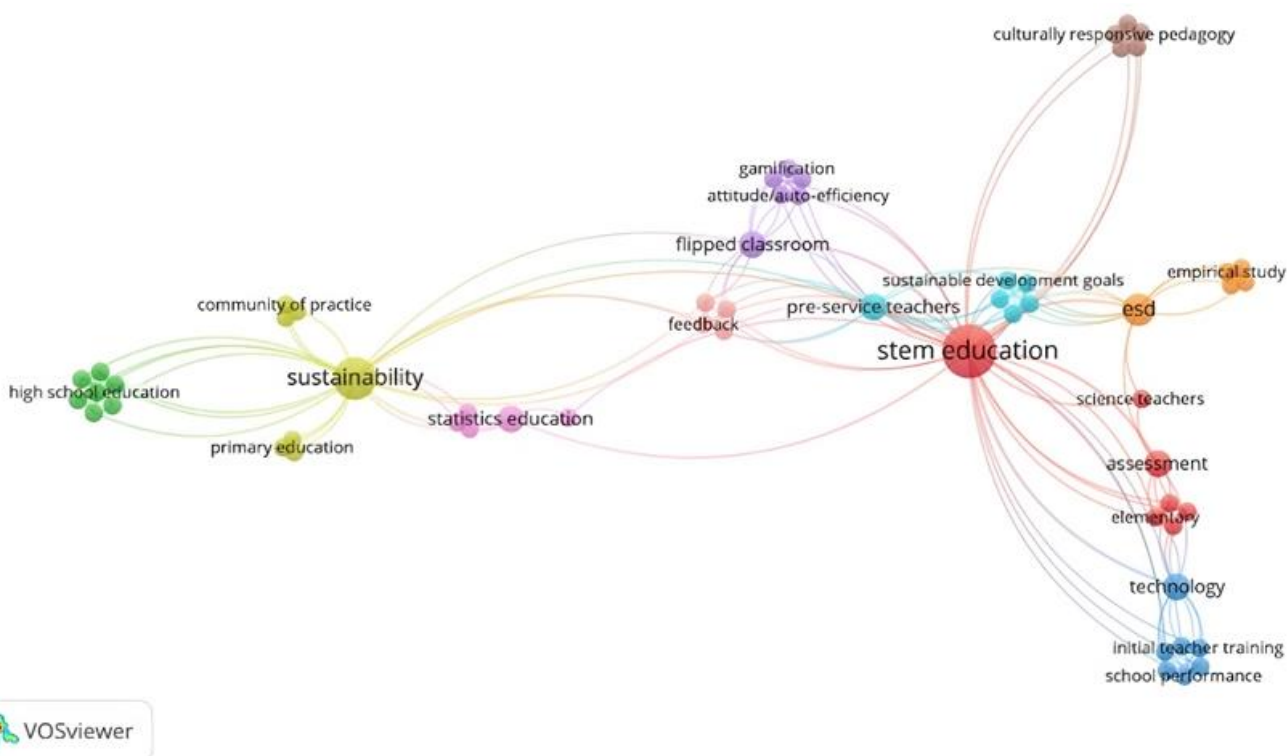 culturally responsive pedagogy
gamification
attitude/auto-efficiency
flipped classroom
empirical study
sustainable development goals
community of practice
pre-service teachers
esd
feedback
stem education
sustainability
high school education
science teachers
statistics education
primary education
assessment
elementary
technology
initial teacher training
school performance
VOSviewer